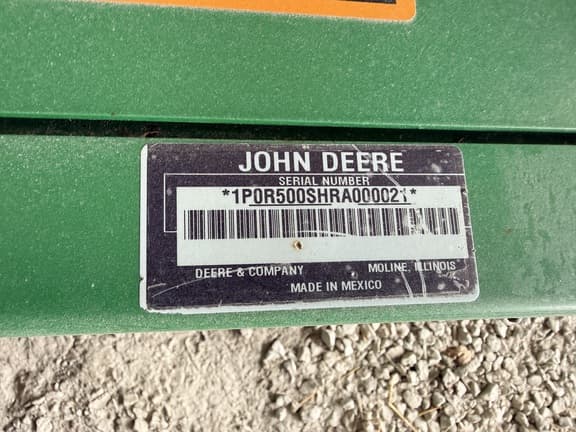 JOHN DEERE
SERIAL NUMBER
*1P0R500SHRA000021*
DEERE & COMPANY MOLINE, ILLINOIS
MADE IN MEXICO